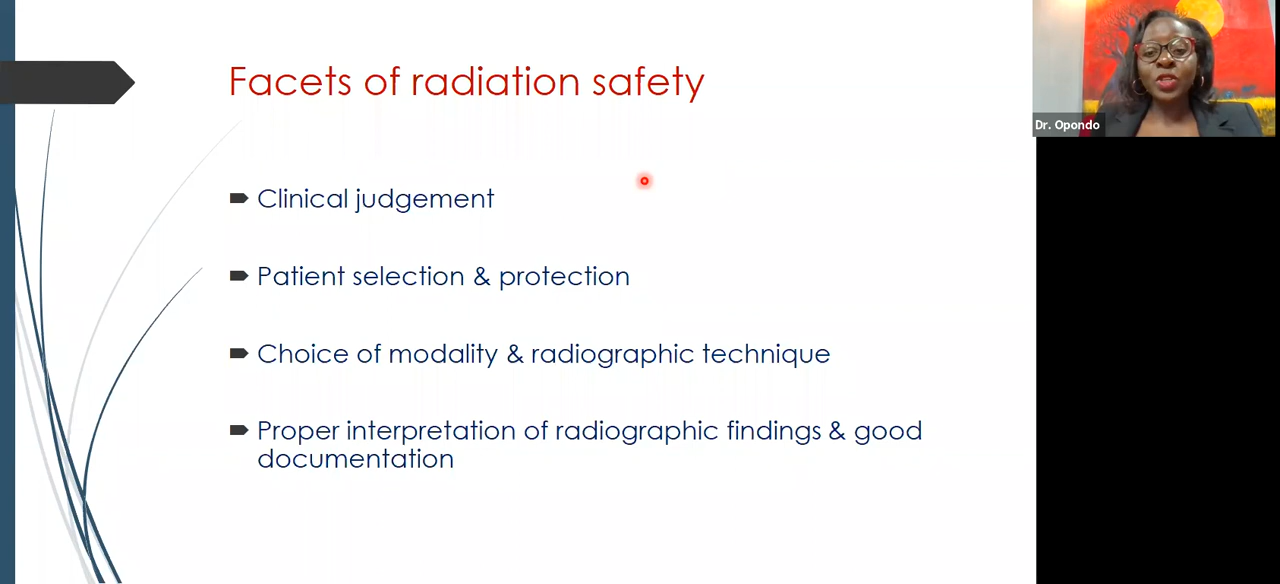 Facets of radiation safety
Dr. Opondo
Clinical judgement
Patient selection & protection
Choice of modality & radiographic technique
Proper interpretation of radiographic findings & good
documentation